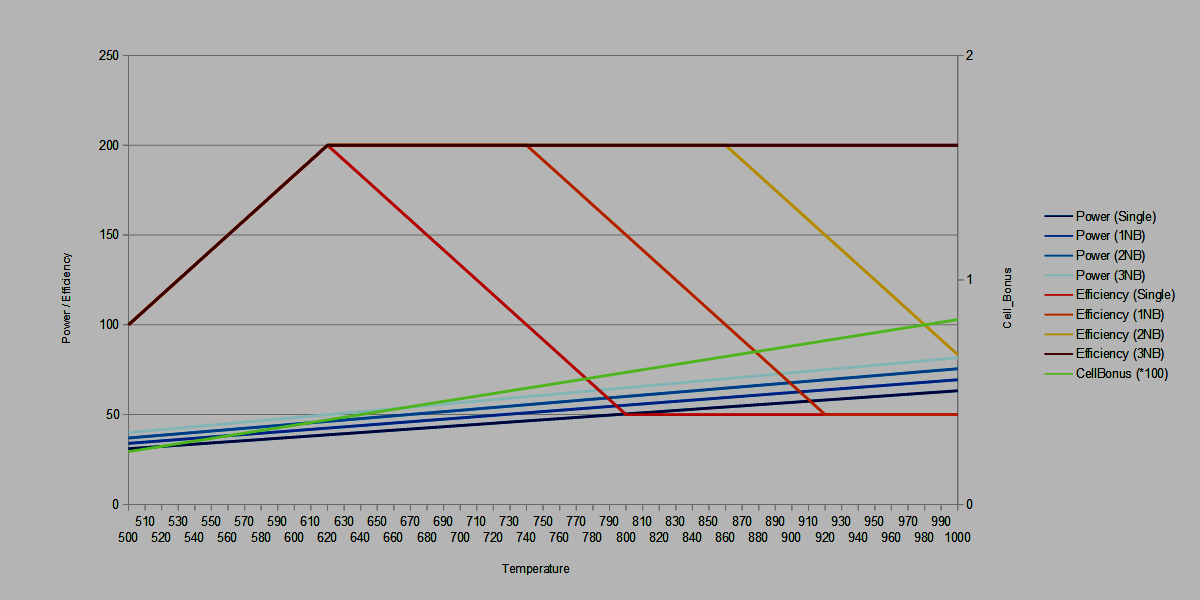 250
200
150
100
50
0
2
1
0
Power / Efficiency
Cell_Bonus
510 530 550 570 590 610 630 650 670 690 710 730 750 770 790 810 830 850 870 890 910 930 950 970 990
500 520 540 560 580 600 620 640 660 680 700 720 740 760 780 800 820 840 860 880 900 920 940 960 980 1000
Temperature
Power (Single)
Power (1NB)
Power (2NB)
Power (3NB)
Efficiency (Single)
Efficiency (1NB)
Efficiency (2NB)
Efficiency (3NB)
CellBonus (*100)